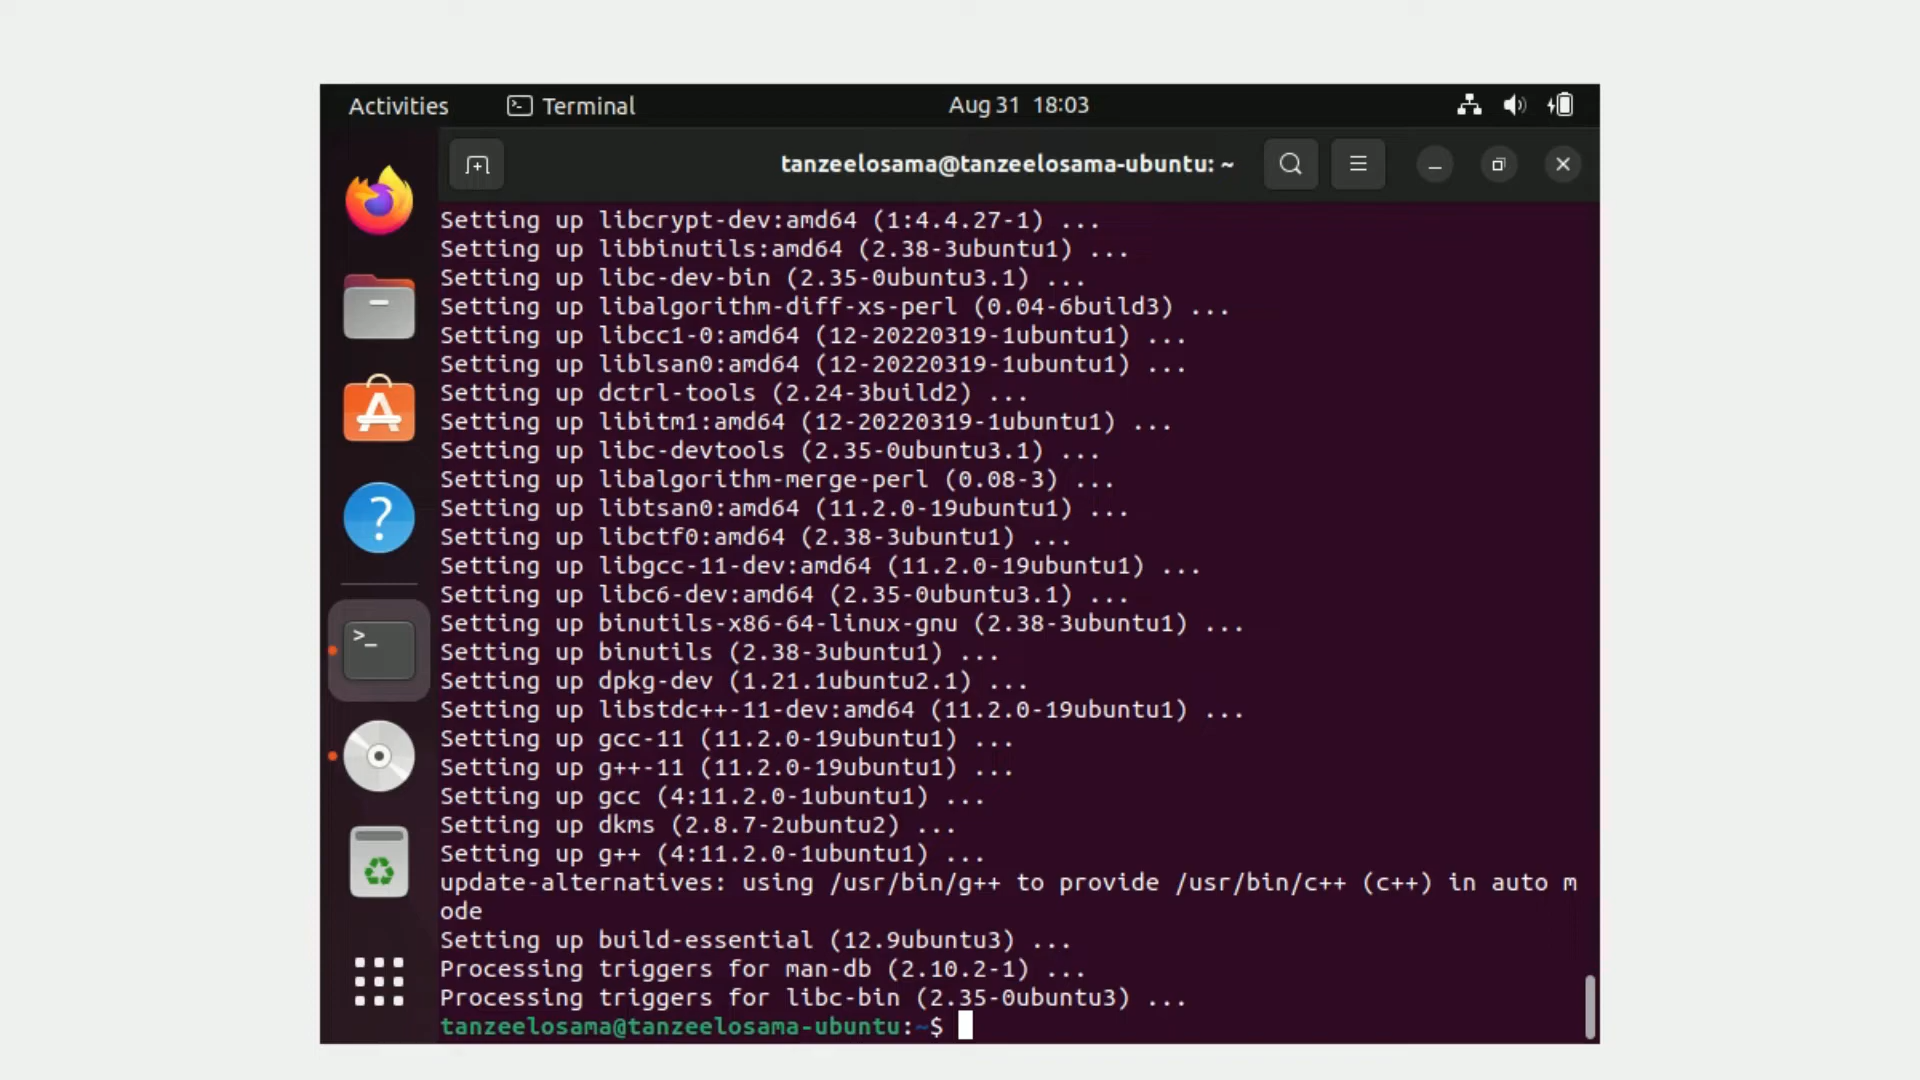 Activities
Terminal
Aug 31 18:03
tanzeelosama@tanzeelosama-ubuntu: ~
Setting up libcrypt-dev:amd64 (1:4.4.27-1) ...
Setting up libbinutils:amd64 (2.38-3ubuntu1) ...
Setting up libc-dev-bin (2.35-0ubuntu3.1) ...
Setting up libalgorithm-diff-xs-perl (0.04-6build3) ...
Setting up libcc1-0:amd64 (12-20220319-1ubuntu1) ...
Setting up liblsan0:amd64 (12-20220319-1ubuntu1) ...
Setting up dctrl-tools (2.24-3build2) ...
Setting up libitm1:amd64 (12-20220319-1ubuntu1) ...
Setting up libc-devtools (2.35-0ubuntu3.1) ...
Setting up libalgorithm-merge-perl (0.08-3) ...
Setting up libtsan0:amd64 (11.2.0-19ubuntu1) ...
Setting up libctf0:amd64 (2.38-3ubuntu1) ...
Setting up libgcc-11-dev:amd64 (11.2.0-19ubuntu1) ...
Setting up libc6-dev:amd64 (2.35-0ubuntu3.1) ...
Setting up binutils-x86-64-linux-gnu (2.38-3ubuntu1) ...
Setting up binutils (2.38-3ubuntu1) ...
Setting up dpkg-dev (1.21.1ubuntu2.1) ...
Setting up libstdc++-11-dev:amd64 (11.2.0-19ubuntu1) ...
Setting up gcc-11 (11.2.0-19ubuntu1) ...
Setting up g++-11 (11.2.0-19ubuntu1) ...
Setting up gcc (4:11.2.0-1ubuntu1) ...
Setting up dkms (2.8.7-2ubuntu2) ...
Setting up g++ (4:11.2.0-1ubuntu1) ...
update-alternatives: using /usr/bin/g++ to provide /usr/bin/c++ (c++) in auto m
ode
Setting up build-essential (12.9ubuntu3) ...
Processing triggers for man-db (2.10.2-1) ...
Processing triggers for libc-bin (2.35-0ubuntu3) ...
tanzeelosama@tanzeelosama-ubuntu:~$